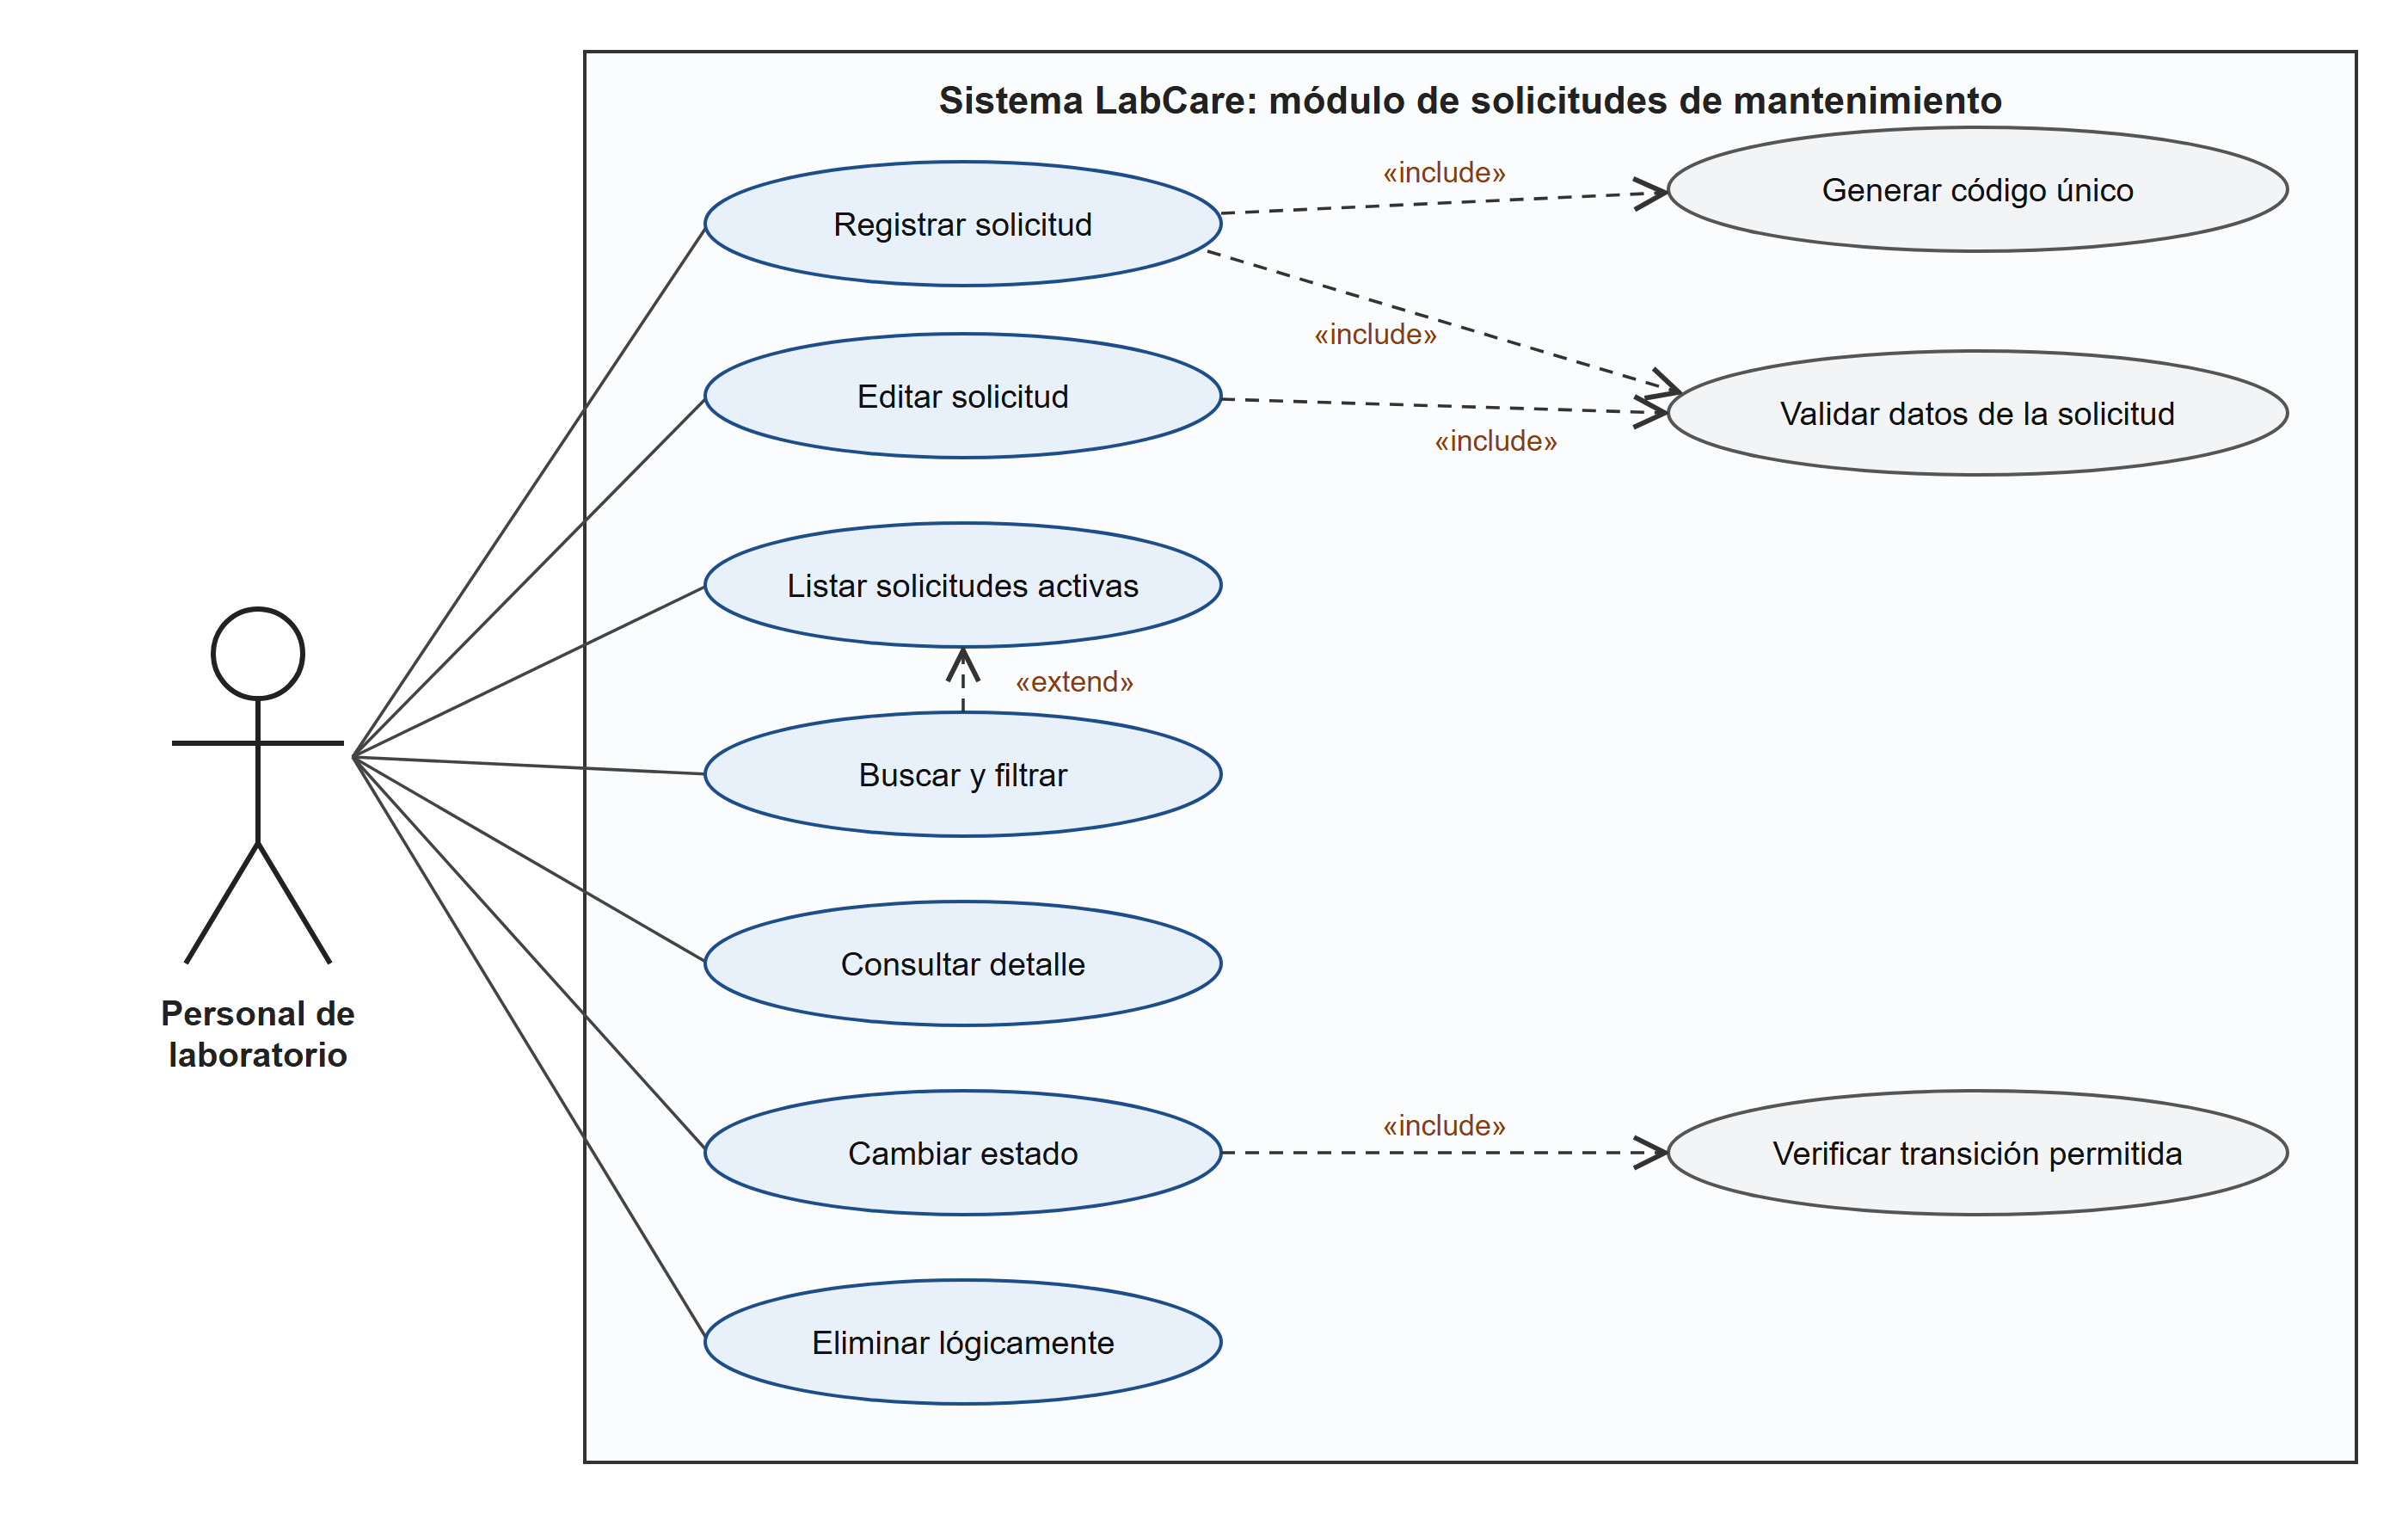 Sistema LabCare: módulo de solicitudes de mantenimiento
Registrar solicitud
«include»
Generar código único
«include»
Editar solicitud
«include»
Validar datos de la solicitud
Listar solicitudes activas
«extend»
Buscar y filtrar
Consultar detalle
Personal de
laboratorio
Cambiar estado
«include»
Verificar transición permitida
Eliminar lógicamente